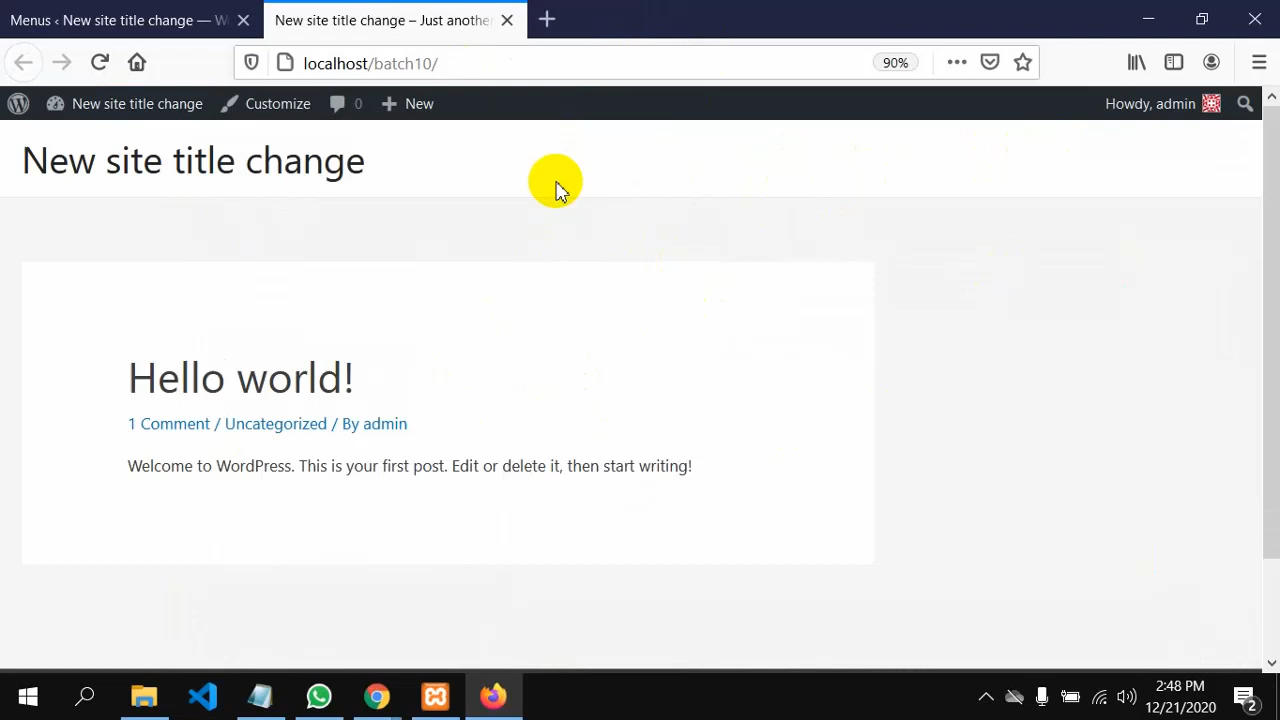 Menus ‹ New site title change — W
New site title change – Just another
localhost/batch10/
90%
New site title change
Customize
0
New
Howdy, admin
New site title change
Hello world!
1 Comment / Uncategorized / By admin
Welcome to WordPress. This is your first post. Edit or delete it, then start writing!
2:48 PM
12/21/2020
2